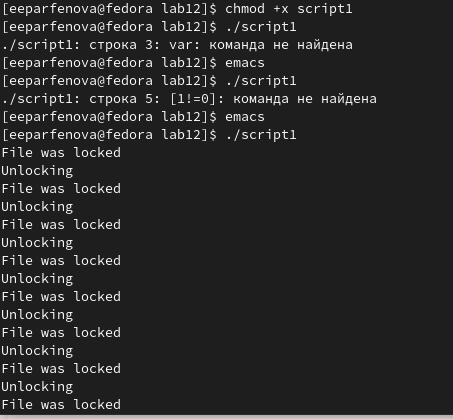 [eeparfenova@fedora lab12]$ chmod +x script1
[eeparfenova@fedora lab12]$ ./script1
./script1: строка 3: var: команда не найдена
[eeparfenova@fedora lab12]$ emacs
[eeparfenova@fedora lab12]$ ./script1
./script1: строка 5: [1!=0]: команда не найдена
[eeparfenova@fedora lab12]$ emacs
[eeparfenova@fedora lab12]$ ./script1
File was locked
Unlocking
File was locked
Unlocking
File was locked
Unlocking
File was locked
Unlocking
File was locked
Unlocking
File was locked
Unlocking
File was locked
Unlocking
File was locked